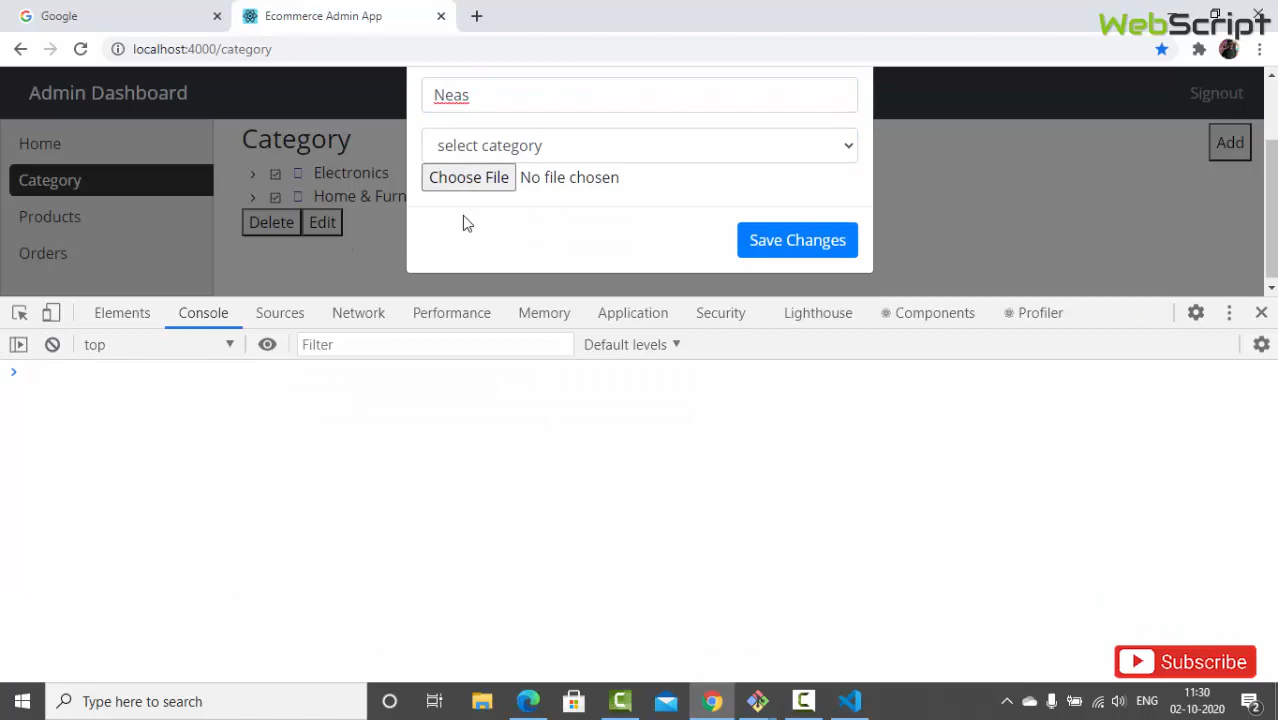 Google
Ecommerce Admin App
WebScript
localhost:4000/category
Admin Dashboard
Signout
Neas
Home
Category
Add
select category
Electronics
Choose File No file chosen
Category
Home & Furn
Products
Delete Edit
Save Changes
Orders
Elements Console Sources Network Performance Memory Application Security Lighthouse Components Profiler
top Filter Default levels
Subscribe
Type here to search
ENG
11:30
02-10-2020
2